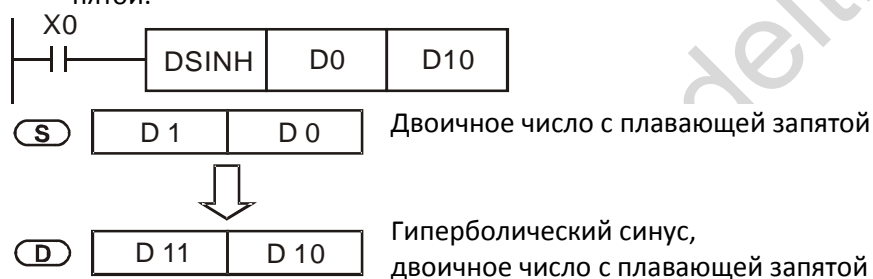 пятой.
X0
DSINH D0 D10
S D 1 D 0 Двоичное число с плавающей запятой
D D 11 D 10 Гиперболический синус,
двоичное число с плавающей запятой